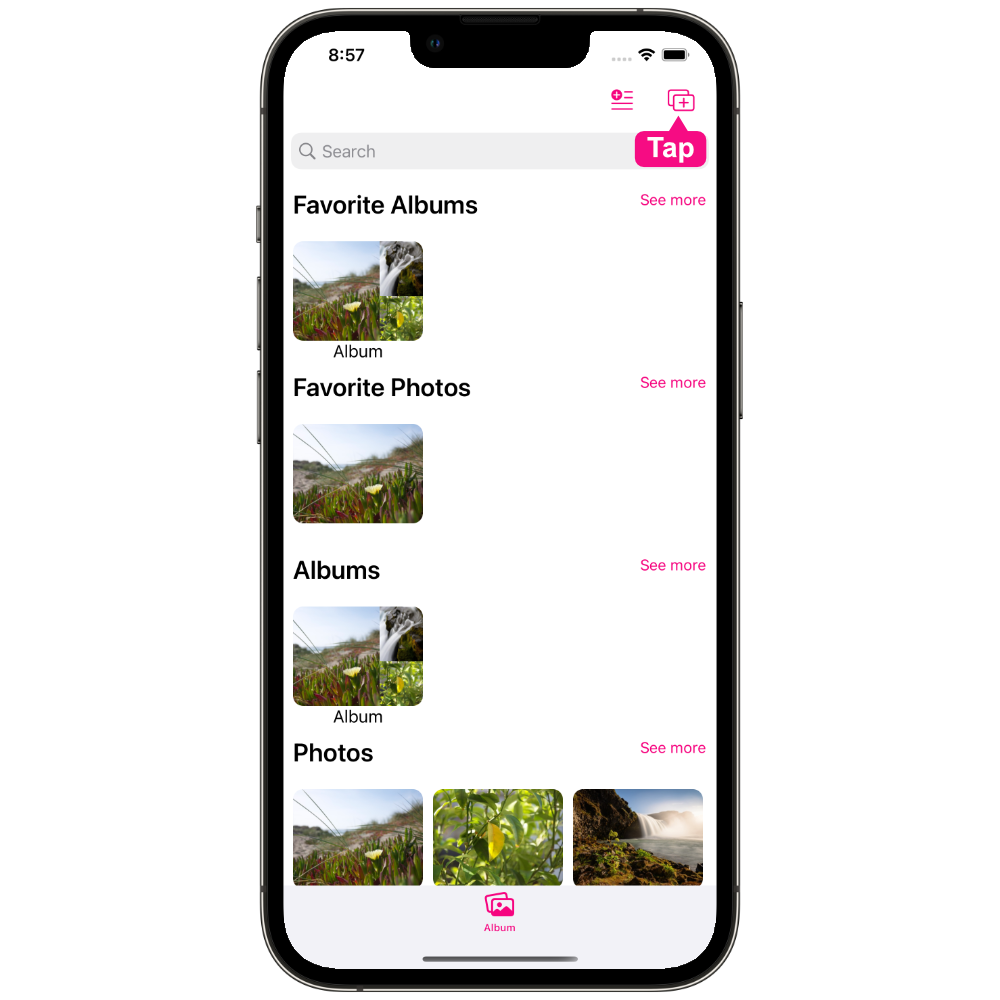 8:57
Search
Tap
Favorite Albums
See more
Album
Favorite Photos
See more
Albums
See more
Album
Photos
See more
Album